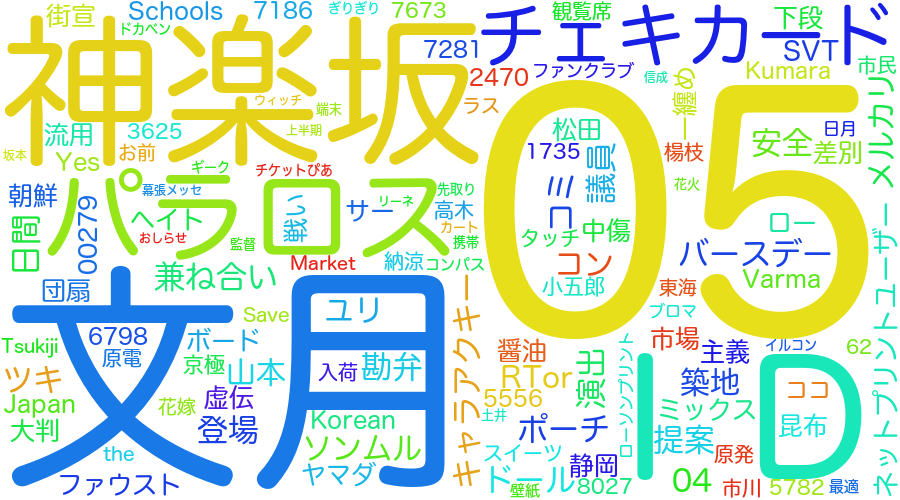 街宣
Schools
7186
ぎりぎり
7673
観覧席
チェキカード
下段
ドカベン
7281
SVT
神楽坂
2470
ファンクラブ
信成
Kumara
市民
ウィッチ
端末
ラス
一纏め
メルカリ
流用
3625
上半期
05
松田
安全
日月
坂本
Yes
お前
1735
楊枝
差別
ギーク
チケットぴあ
朝鮮
パラロス
幕張メッセ
先取り
コミ
議員
花火
00279
ヘイト
サー
リーネ
高木
カート
ロー
日間
おしらせ
監督
携帯
タッチ
中傷
バースデー
ネットプリントユーザー
兼ね合い
Market
納涼
コンパス
コン
Varma
団扇
小五郎
東海
文月
ユリ
キャラアクキー
ブロマ
Save
6798
ボード
醤油
ローソンプリント
市場
主義
イルコン
62
Tsukiji
原電
京極
山本
入荷
勘弁
RTor
演出
ID
ツキ
築地
ココ
Japan
花嫁
虚伝
5556
ミックス
大判
登場
Korean
土井
ポーチ
提案
昆布
the
ソンムル
スイーツ
静岡
原発
ファウスト
ヤマダ
ドール
壁紙
8027
04
市川
5782
最適